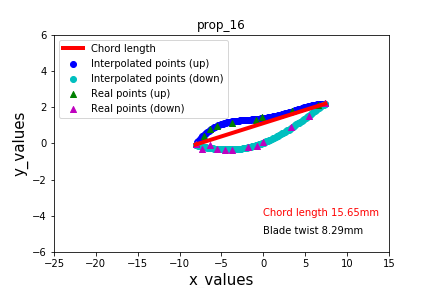 prop_16
Chord length
Interpolated points (up)
Interpolated points (down)
Real points (up)
Real points (down)
6
4
2
0
−2
−4
−6
y_values
Chord length 15.65mm
Blade twist 8.29mm
−25 −20 −15 −10 −5 0 5 10 15
x_values